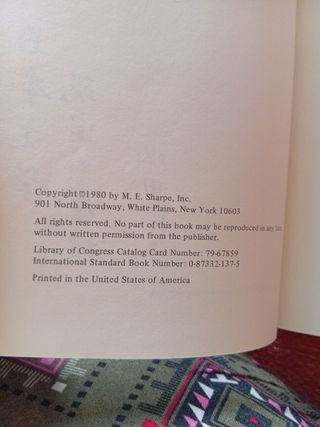 Copyright ©1980 by M. E. Sharpe, Inc.
901 North Broadway, White Plains, New York 10603
All rights reserved. No part of this book may be reproduced in any form
without written permission from the publisher.
Library of Congress Catalog Card Number: 79-67859
International Standard Book Number: 0-87332-137-5
Printed in the United States of America